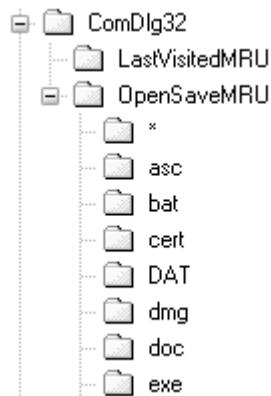 ComDlg32
LastVisitedMRU
OpenSaveMRU
*
asc
bat
cert
DAT
dmg
doc
exe